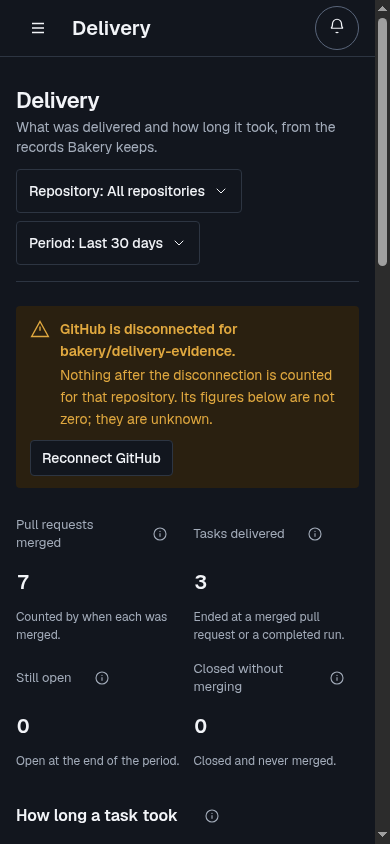 Delivery
Delivery
What was delivered and how long it took, from the
records Bakery keeps.
Repository: All repositories
Period: Last 30 days
GitHub is disconnected for
bakery/delivery-evidence.
Nothing after the disconnection is counted
for that repository. Its figures below are not
zero; they are unknown.
Reconnect GitHub
Pull requests
merged
7
Counted by when each was
merged.
Tasks delivered
3
Ended at a merged pull
request or a completed run.
Still open
0
Open at the end of the period.
Closed without
merging
0
Closed and never merged.
How long a task took